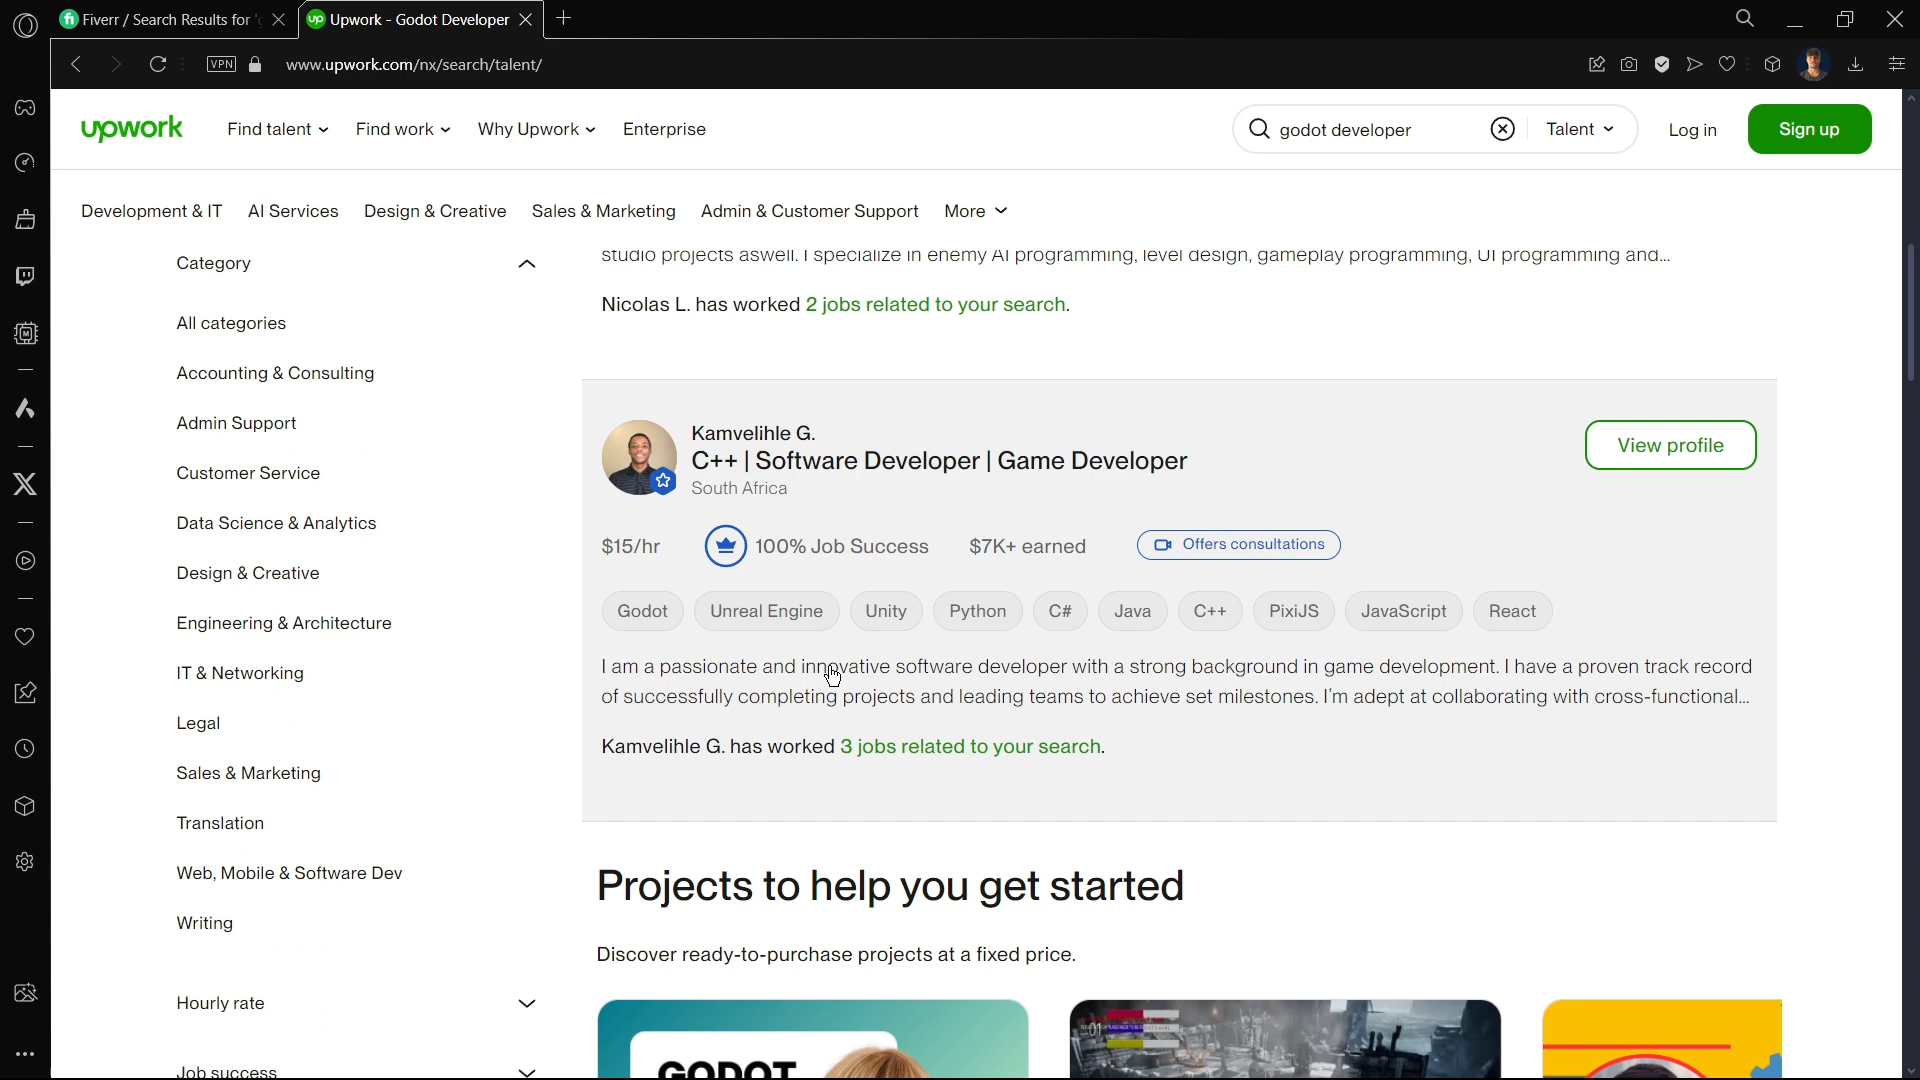 Fiverr / Search Results for 'g
Upwork - Godot Developer
VPN
www.upwork.com/nx/search/talent/
upwork
Find talent
Find work
Why Upwork
Enterprise
godot developer
Talent
Log in
Sign up
Development & IT
AI Services
Design & Creative
Sales & Marketing
Admin & Customer Support
More
Category
All categories
Accounting & Consulting
Admin Support
Customer Service
Data Science & Analytics
Design & Creative
Engineering & Architecture
IT & Networking
Legal
Sales & Marketing
Translation
Web, Mobile & Software Dev
Writing
Hourly rate
Job success
studio projects aswell. I specialize in enemy AI programming, level design, gameplay programming, UI programming and...
Nicolas L. has worked 2 jobs related to your search.
Kamvelihle G.
C++ | Software Developer | Game Developer
South Africa
View profile
$15/hr
100% Job Success
$7K+ earned
Offers consultations
Godot
Unreal Engine
Unity
Python
C#
Java
C++
PixiJS
JavaScript
React
I am a passionate and innovative software developer with a strong background in game development. I have a proven track record
of successfully completing projects and leading teams to achieve set milestones. I'm adept at collaborating with cross-functional...
Kamvelihle G. has worked 3 jobs related to your search.
Projects to help you get started
Discover ready-to-purchase projects at a fixed price.
GODOT